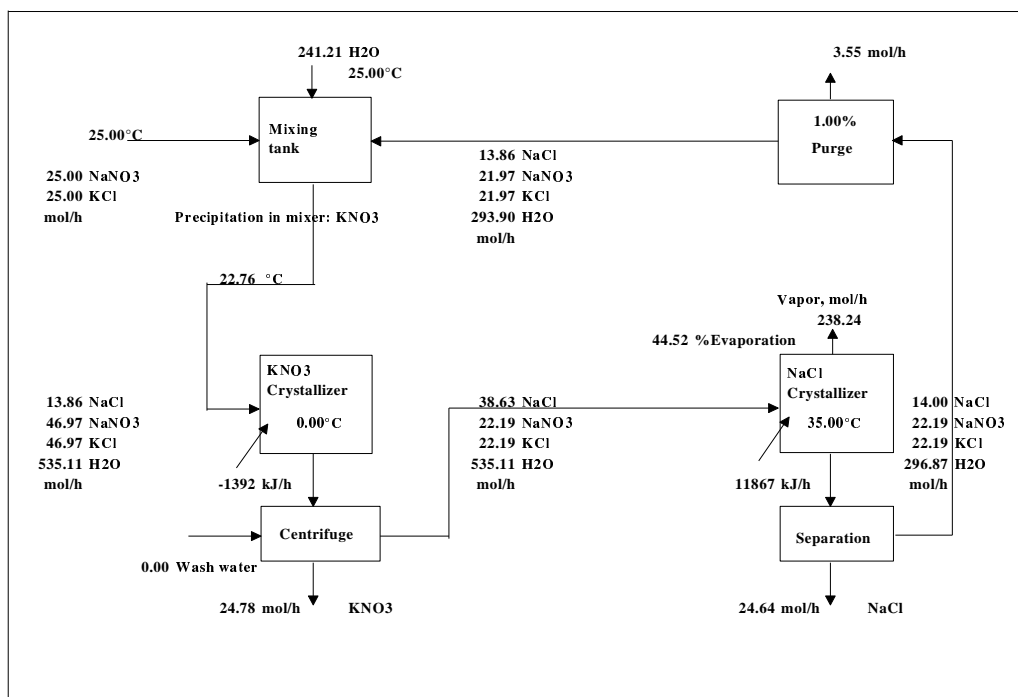 241.21 H2O
25.00°C
3.55 mol/h
25.00°C
Mixing
tank
1.00%
Purge
25.00 NaNO3
25.00 KCl
mol/h
13.86 NaCl
21.97 NaNO3
21.97 KCl
293.90 H2O
mol/h
Precipitation in mixer: KNO3
22.76 °C
Vapor, mol/h
238.24
44.52 %Evaporation
KNO3
Crystallizer
0.00°C
NaCl
Crystallizer
35.00°C
13.86 NaCl
46.97 NaNO3
46.97 KCl
535.11 H2O
mol/h
38.63 NaCl
22.19 NaNO3
22.19 KCl
535.11 H2O
mol/h
14.00 NaCl
22.19 NaNO3
22.19 KCl
296.87 H2O
mol/h
-1392 kJ/h
11867 kJ/h
Centrifuge
Separation
0.00 Wash water
24.78 mol/h KNO3
24.64 mol/h NaCl